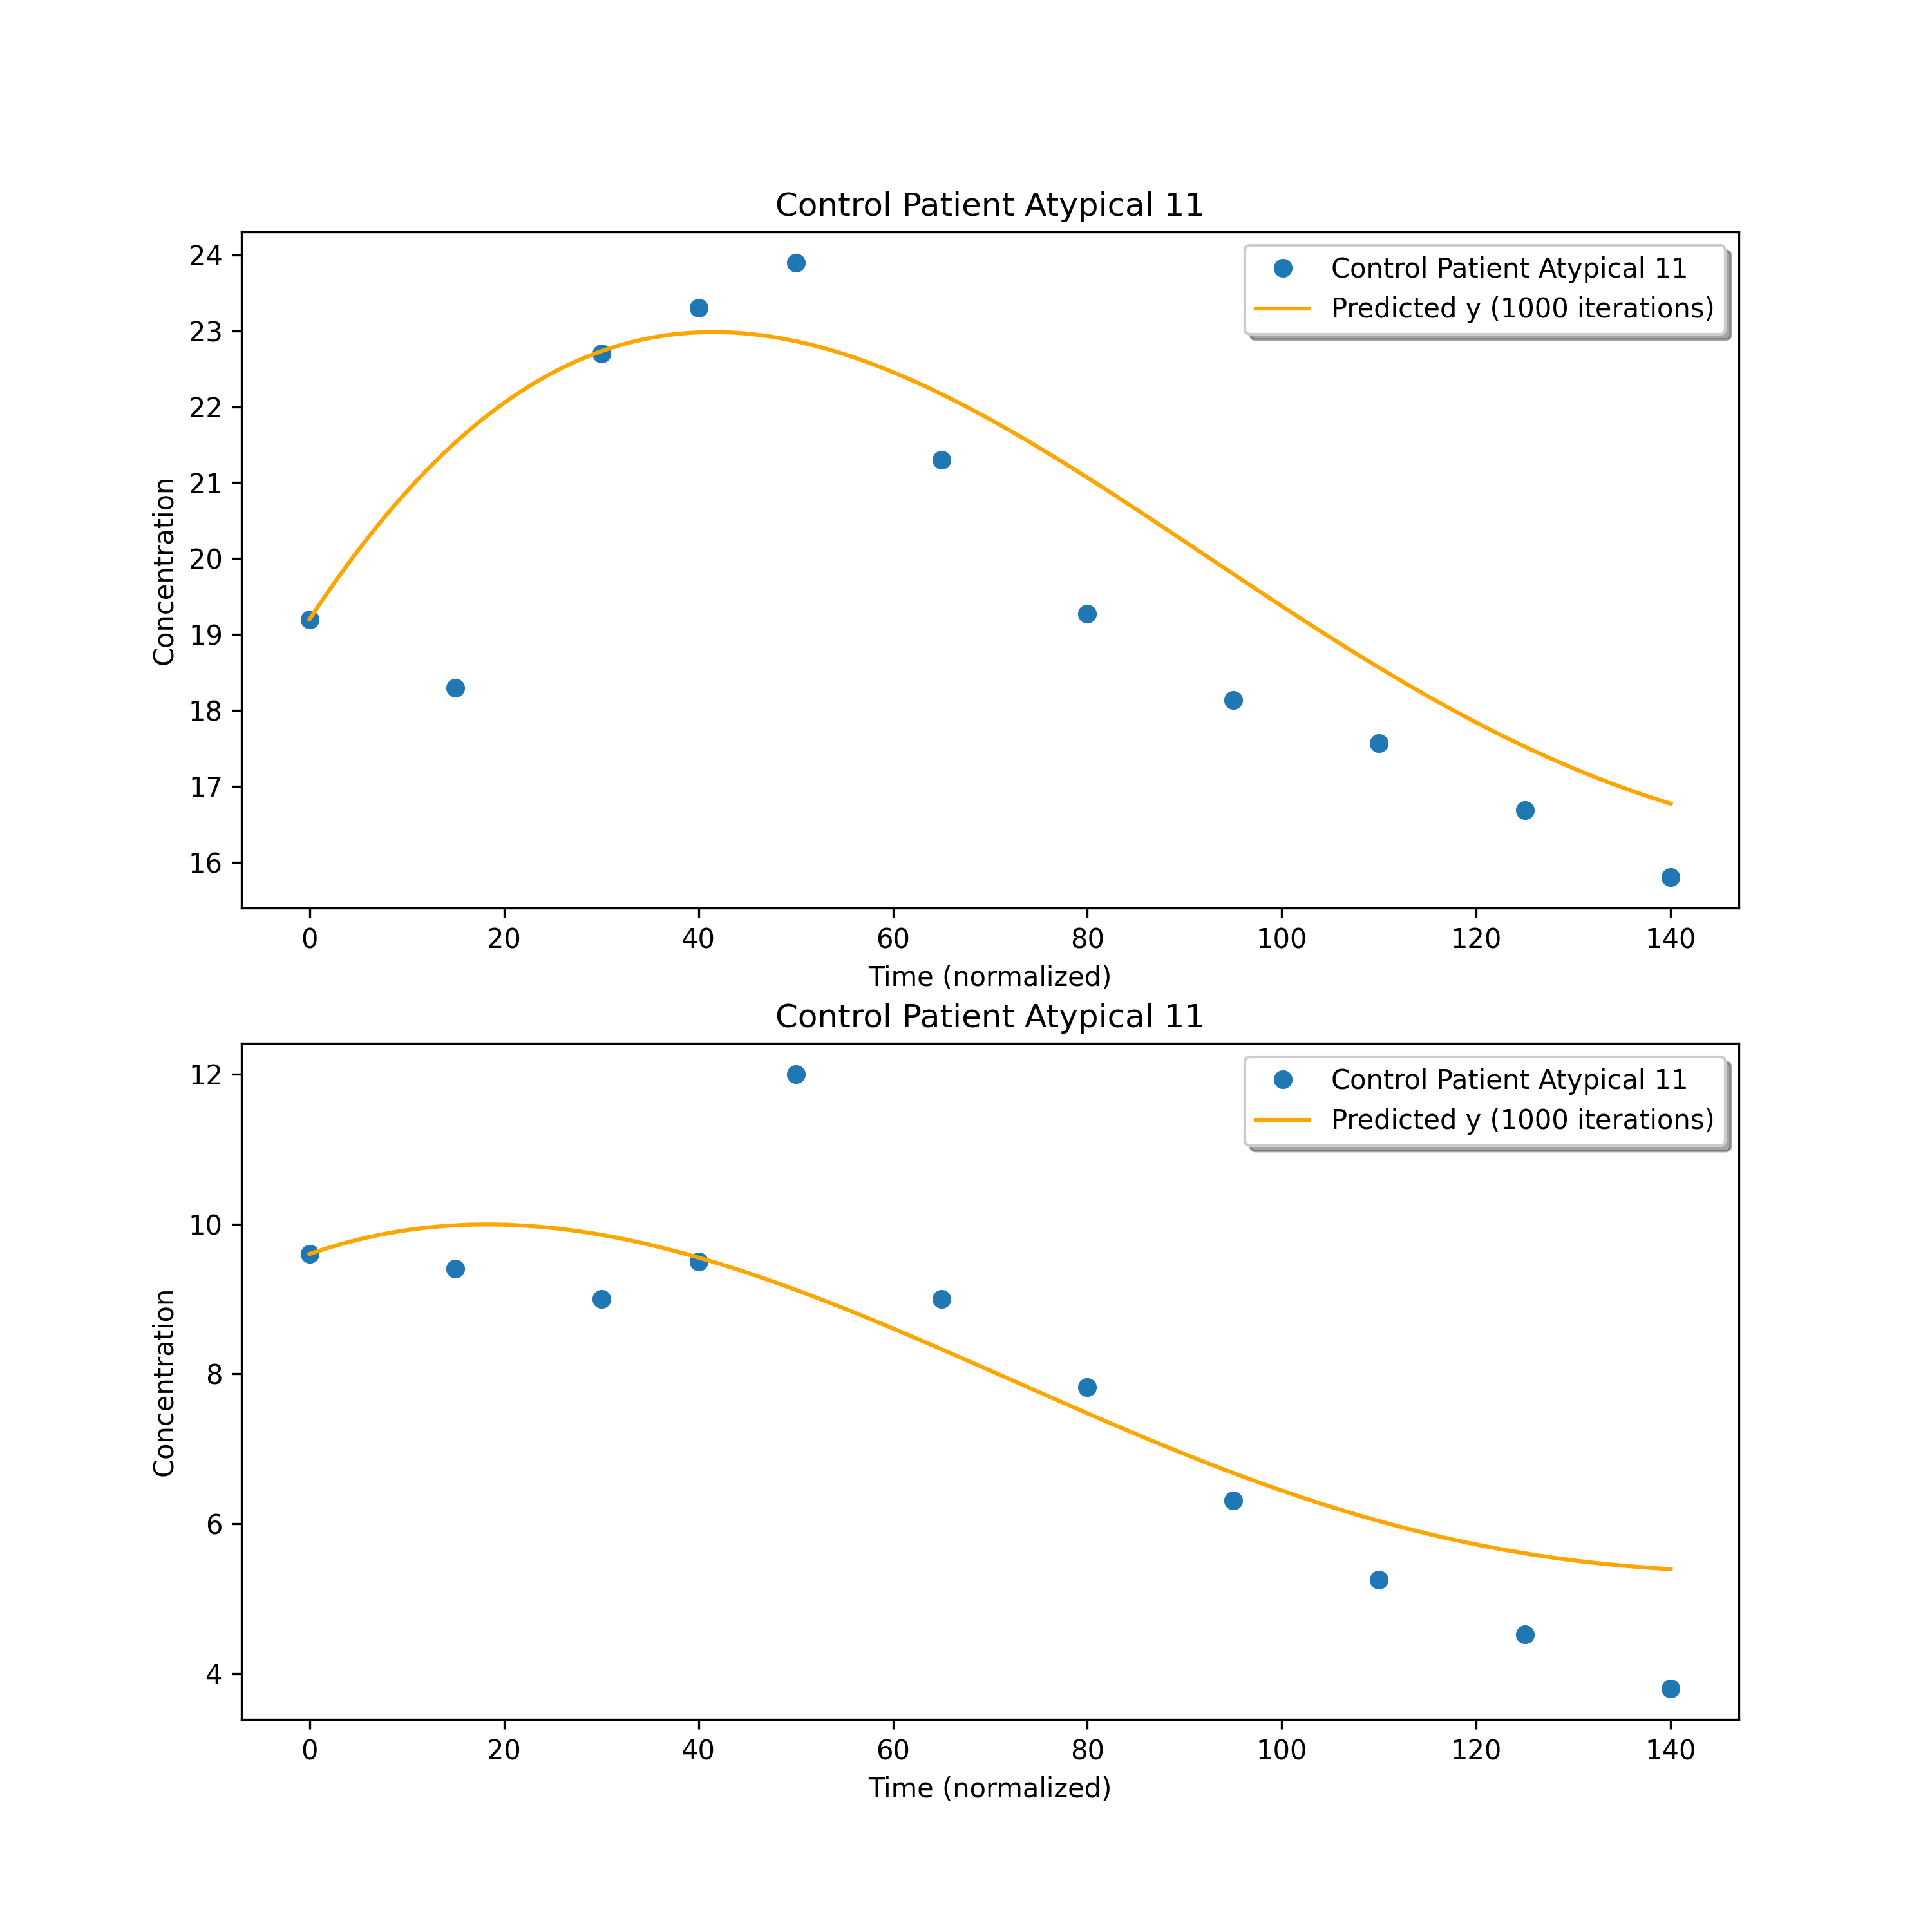 Control Patient Atypical 11
Control Patient Atypical 11
Predicted y (1000 iterations)
24
23
22
21
20
19
18
17
16
Concentration
0 20 40 60 80 100 120 140
Time (normalized)
Control Patient Atypical 11
Control Patient Atypical 11
Predicted y (1000 iterations)
12
10
8
6
4
Concentration
0 20 40 60 80 100 120 140
Time (normalized)